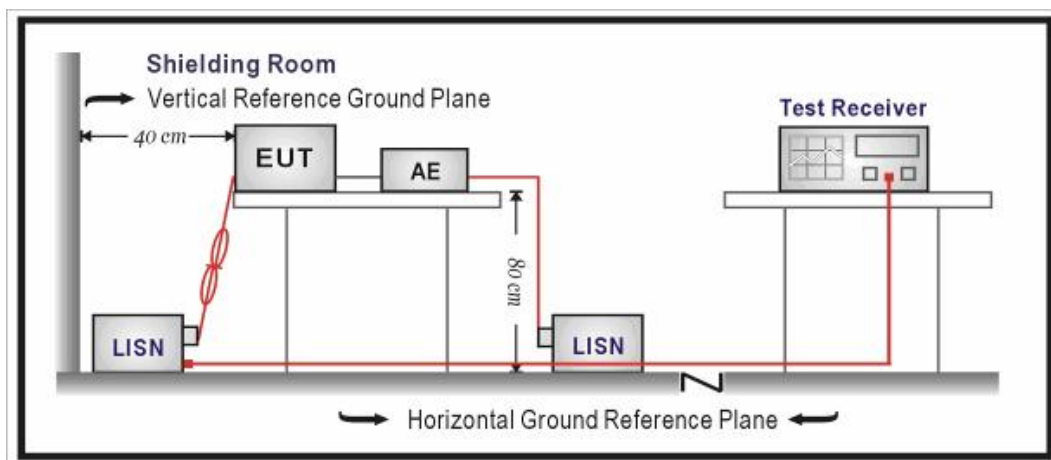 Shielding Room
Vertical Reference Ground Plane
Test Receiver
40 cm
EUT
AE
80 cm
LISN
LISN
Horizontal Ground Reference Plane